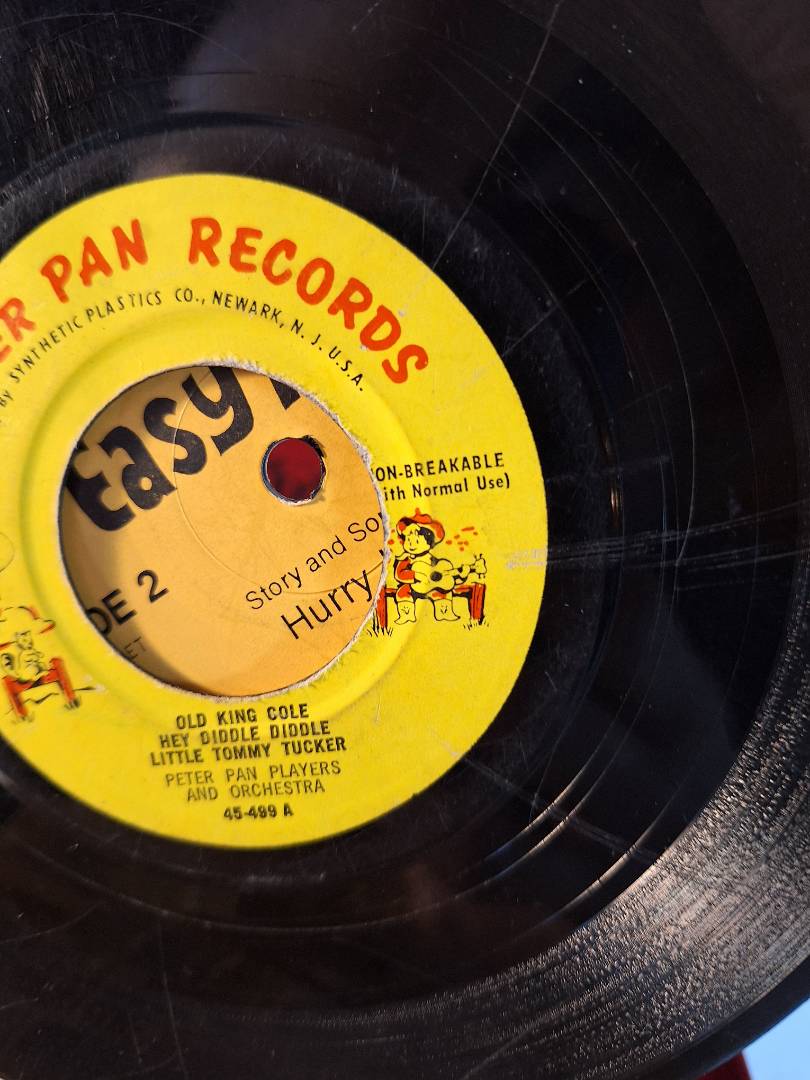 ER PAN RECORDS
BY SYNTHETIC PLASTICS CO., NEWARK, N. J. U.S.A.
Easy
ON-BREAKABLE
ith Normal Use)
Story and
Hurry
DE 2
ET
OLD KING COLE
HEY DIDDLE DIDDLE
LITTLE TOMMY TUCKER
PETER PAN PLAYERS
AND ORCHESTRA
45-499 A